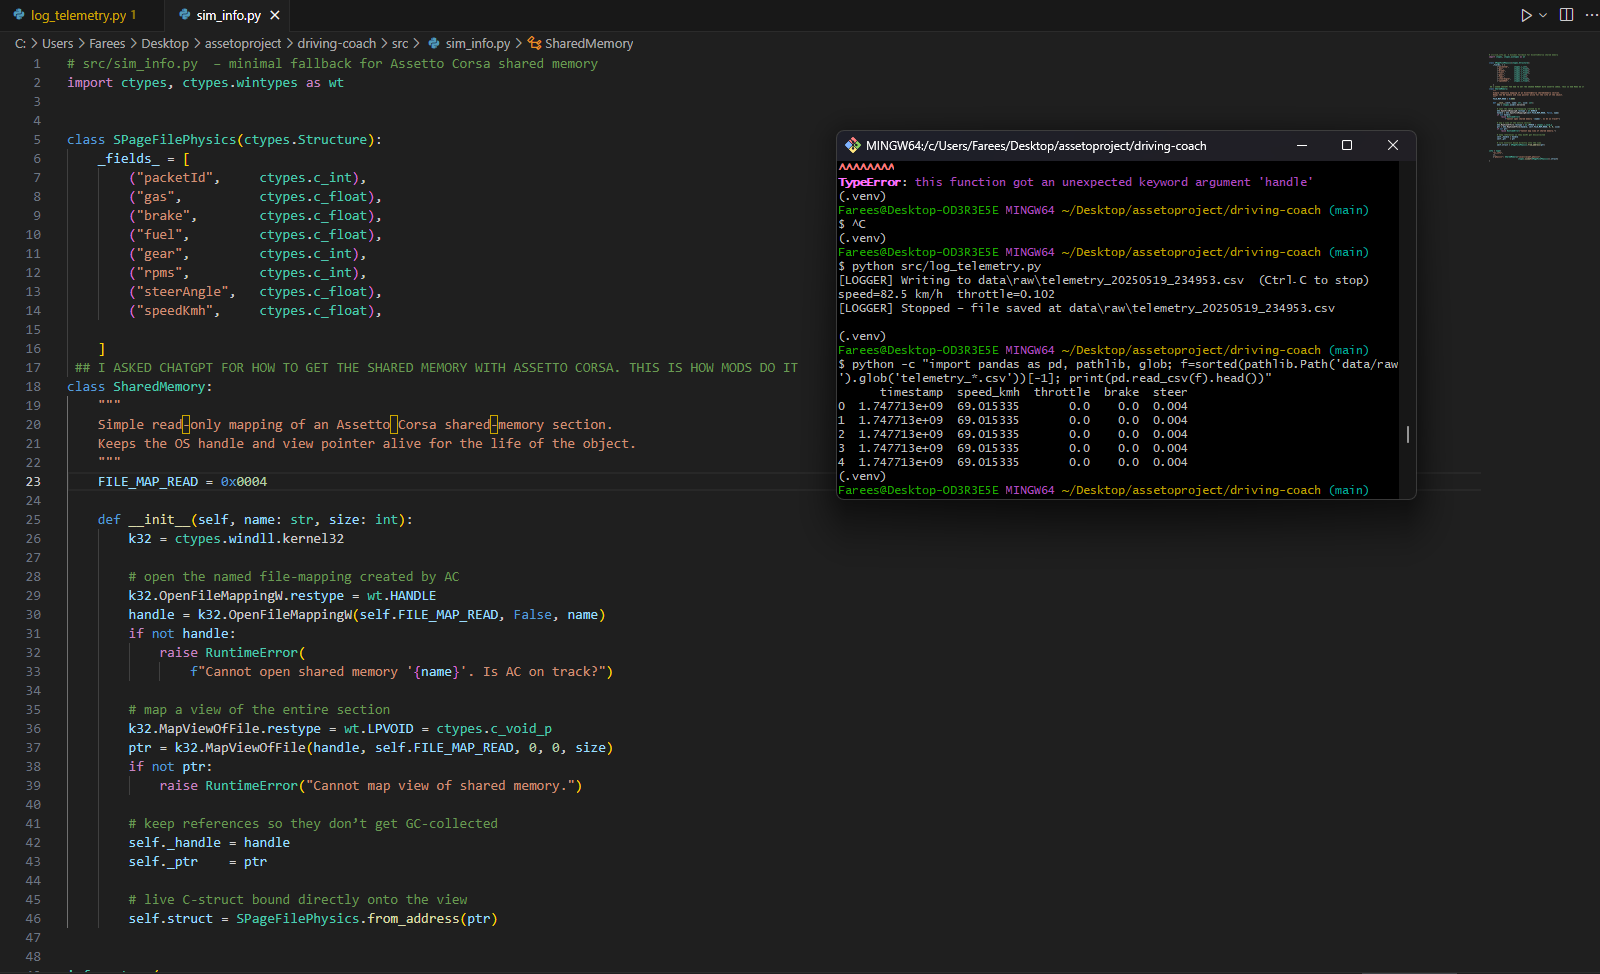 log_telemetry.py 1
sim_info.py
C: > Users > Farees > Desktop > assetoproject > driving-coach > src > sim_info.py > SharedMemory
1 # src/sim_info.py – minimal fallback for Assetto Corsa shared memory
2 import ctypes, ctypes.wintypes as wt
3
4
5 class SPageFilePhysics(ctypes.Structure):
6 _fields_ = [
7 ("packetId", ctypes.c_int),
8 ("gas", ctypes.c_float),
9 ("brake", ctypes.c_float),
10 ("fuel", ctypes.c_float),
11 ("gear", ctypes.c_int),
12 ("rpms", ctypes.c_int),
13 ("steerAngle", ctypes.c_float),
14 ("speedKmh", ctypes.c_float),
15
16 ]
17 ## I ASKED CHATGPT FOR HOW TO GET THE SHARED MEMORY WITH ASSETTO CORSA. THIS IS HOW MODS DO IT
18 class SharedMemory:
19 """
20 Simple read-only mapping of an Assetto Corsa shared-memory section.
21 Keeps the OS handle and view pointer alive for the life of the object.
22 """
23 FILE_MAP_READ = 0x0004
24
25 def __init__(self, name: str, size: int):
26 k32 = ctypes.windll.kernel32
27
28 # open the named file-mapping created by AC
29 k32.OpenFileMappingW.restype = wt.HANDLE
30 handle = k32.OpenFileMappingW(self.FILE_MAP_READ, False, name)
31 if not handle:
32 raise RuntimeError(
33 f"Cannot open shared memory '{name}'. Is AC on track?")
34
35 # map a view of the entire section
36 k32.MapViewOfFile.restype = wt.LPVOID = ctypes.c_void_p
37 ptr = k32.MapViewOfFile(handle, self.FILE_MAP_READ, 0, 0, size)
38 if not ptr:
39 raise RuntimeError("Cannot map view of shared memory.")
40
41 # keep references so they don’t get GC-collected
42 self._handle = handle
43 self._ptr = ptr
44
45 # live C-struct bound directly onto the view
46 self.struct = SPageFilePhysics.from_address(ptr)
47
48
MINGW64:/c/Users/Farees/Desktop/assetoproject/driving-coach
^^^^^^^^
TypeError: this function got an unexpected keyword argument 'handle'
(.venv)
Farees@Desktop-OD3R3E5E MINGW64 ~/Desktop/assetoproject/driving-coach (main)
$ ^C
(.venv)
Farees@Desktop-OD3R3E5E MINGW64 ~/Desktop/assetoproject/driving-coach (main)
$ python src/log_telemetry.py
[LOGGER] Writing to data\raw\telemetry_20250519_234953.csv (Ctrl-C to stop)
speed=82.5 km/h throttle=0.102
[LOGGER] Stopped – file saved at data\raw\telemetry_20250519_234953.csv
(.venv)
Farees@Desktop-OD3R3E5E MINGW64 ~/Desktop/assetoproject/driving-coach (main)
$ python -c "import pandas as pd, pathlib, glob; f=sorted(pathlib.Path('data/raw
').glob('telemetry_*.csv'))[-1]; print(pd.read_csv(f).head())"
timestamp speed_kmh throttle brake steer
0 1.747713e+09 69.015335 0.0 0.0 0.004
1 1.747713e+09 69.015335 0.0 0.0 0.004
2 1.747713e+09 69.015335 0.0 0.0 0.004
3 1.747713e+09 69.015335 0.0 0.0 0.004
4 1.747713e+09 69.015335 0.0 0.0 0.004
(.venv)
Farees@Desktop-OD3R3E5E MINGW64 ~/Desktop/assetoproject/driving-coach (main)